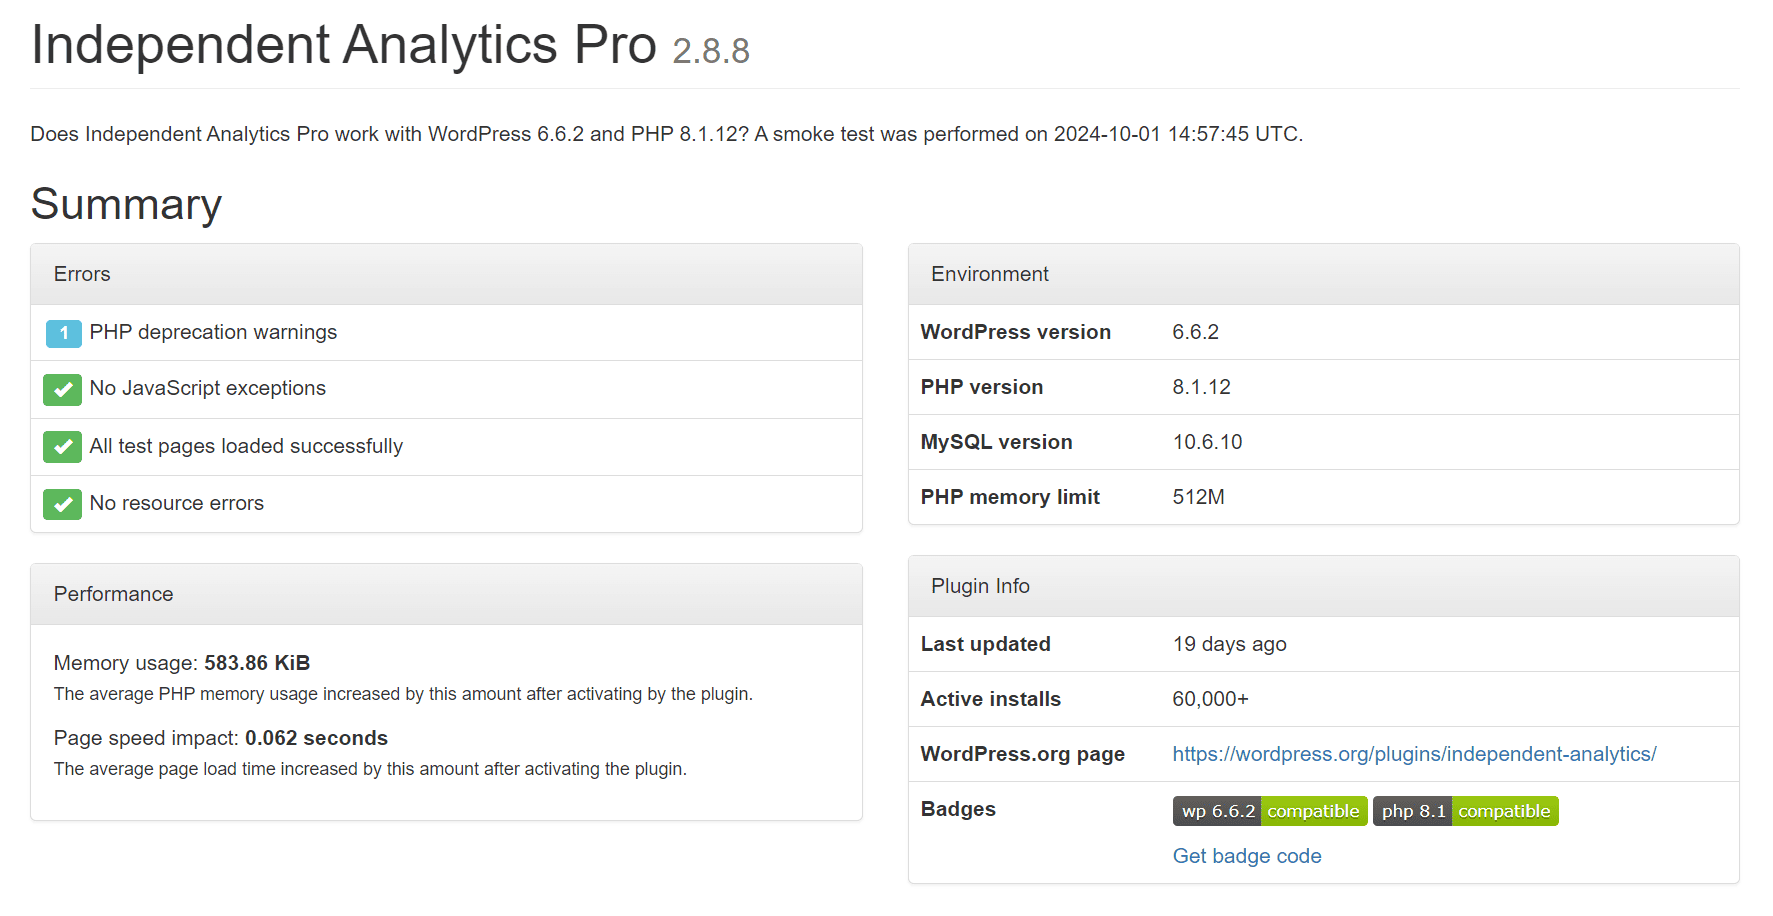 Independent Analytics Pro 2.8.8
Does Independent Analytics Pro work with WordPress 6.6.2 and PHP 8.1.12? A smoke test was performed on 2024-10-01 14:57:45 UTC.
Summary
Errors
1 PHP deprecation warnings
No JavaScript exceptions
All test pages loaded successfully
No resource errors
Performance
Memory usage: 583.86 KiB
The average PHP memory usage increased by this amount after activating by the plugin.
Page speed impact: 0.062 seconds
The average page load time increased by this amount after activating the plugin.
Environment
WordPress version 6.6.2
PHP version 8.1.12
MySQL version 10.6.10
PHP memory limit 512M
Plugin Info
Last updated 19 days ago
Active installs 60,000+
WordPress.org page https://wordpress.org/plugins/independent-analytics/
Badges wp 6.6.2 compatible php 8.1 compatible
Get badge code